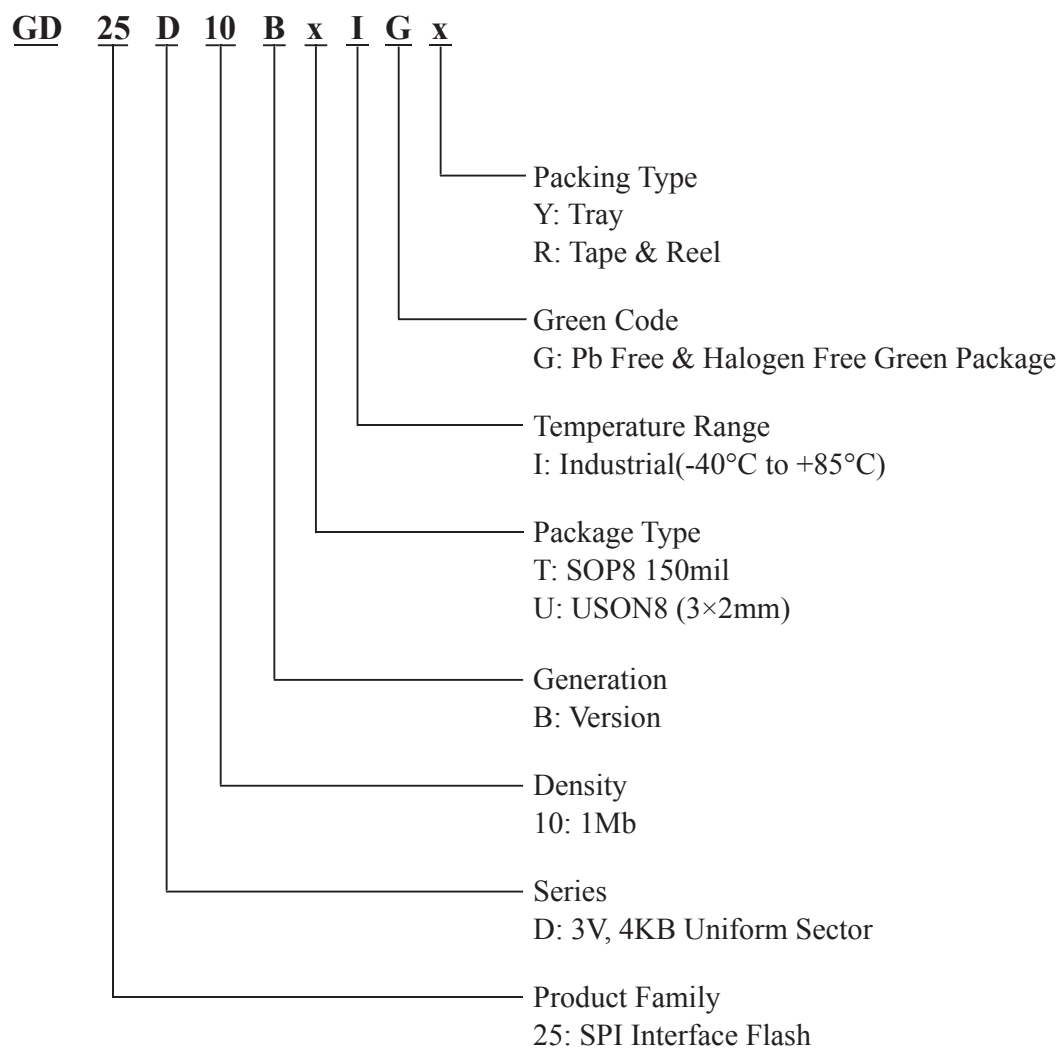 GD 25 D 10 B x I G x
Packing Type
Y: Tray
R: Tape & Reel
Green Code
G: Pb Free & Halogen Free Green Package
Temperature Range
I: Industrial(-40°C to +85°C)
Package Type
T: SOP8 150mil
U: USON8 (3×2mm)
Generation
B: Version
Density
10: 1Mb
Series
D: 3V, 4KB Uniform Sector
Product Family
25: SPI Interface Flash